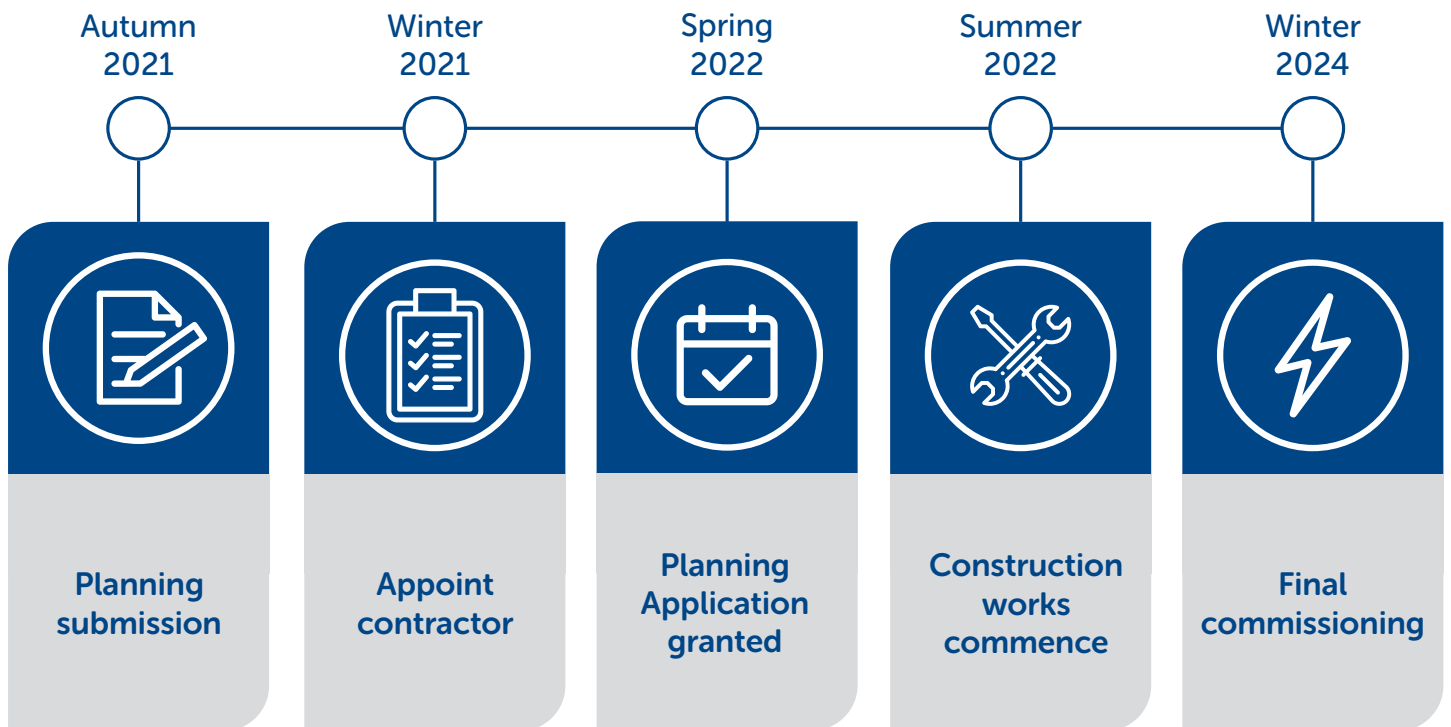 Autumn
2021
Winter
2021
Spring
2022
Summer
2022
Winter
2024
Planning
submission
Appoint
contractor
Planning
Application
granted
Construction
works
commence
Final
commissioning